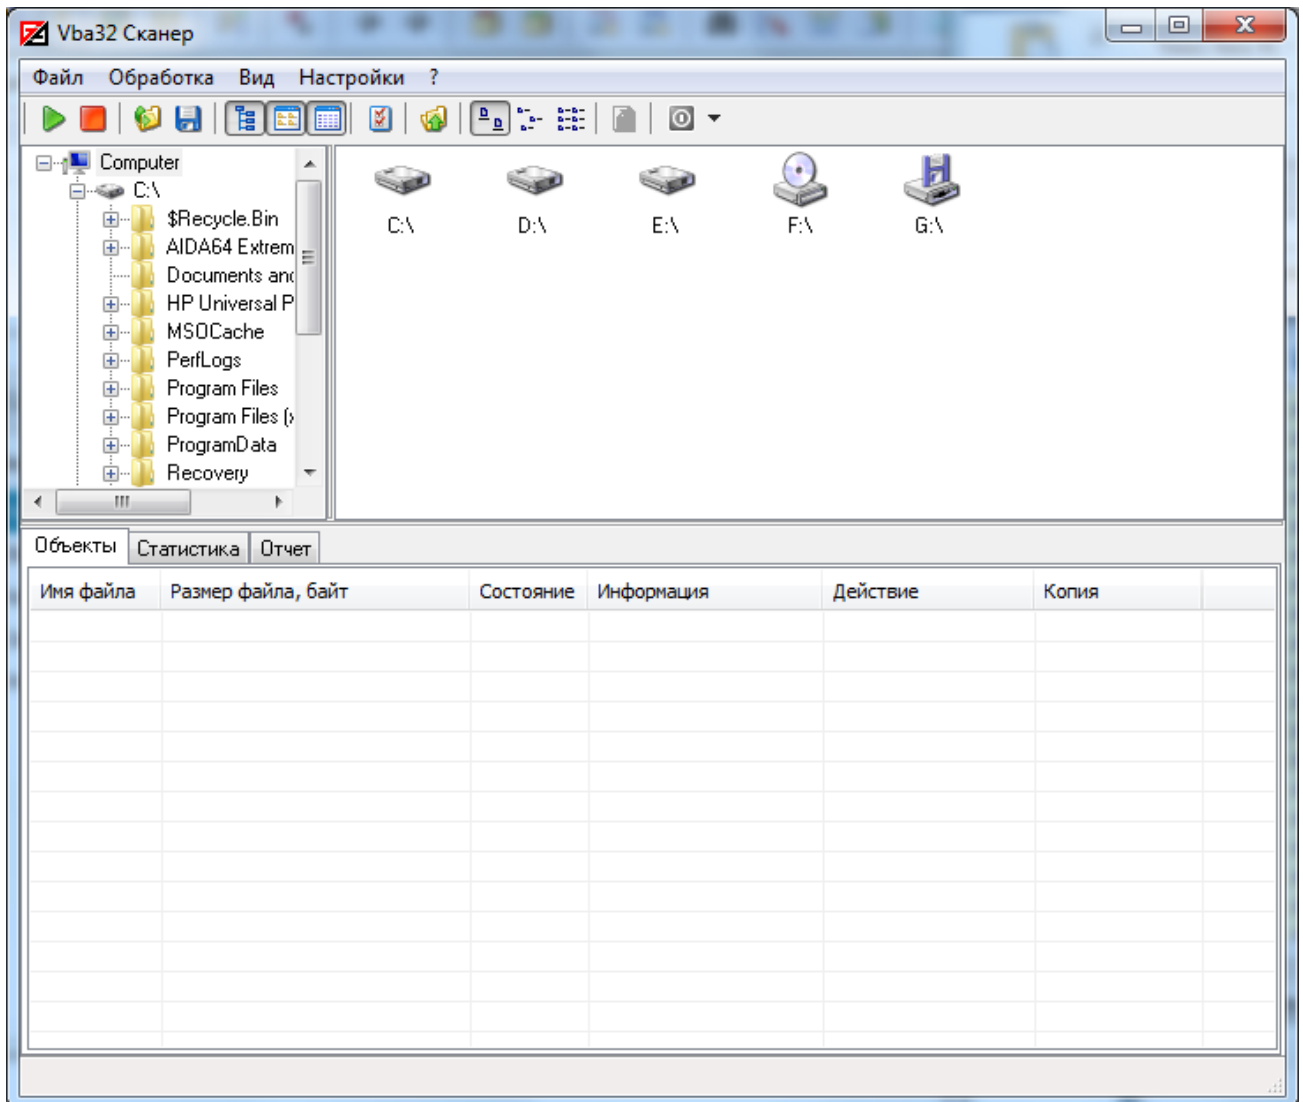 Vba32 Сканер
Файл Обработка Вид Настройки ?
Computer
C:\
$Recycle.Bin
AIDA64 Extrem
Documents and
HP Universal P
MSOCache
PerfLogs
Program Files
Program Files (x
ProgramData
Recovery
C:\ D:\ E:\ F:\ G:\
Объекты Статистика Отчет
Имя файла Размер файла, байт Состояние Информация Действие Копия